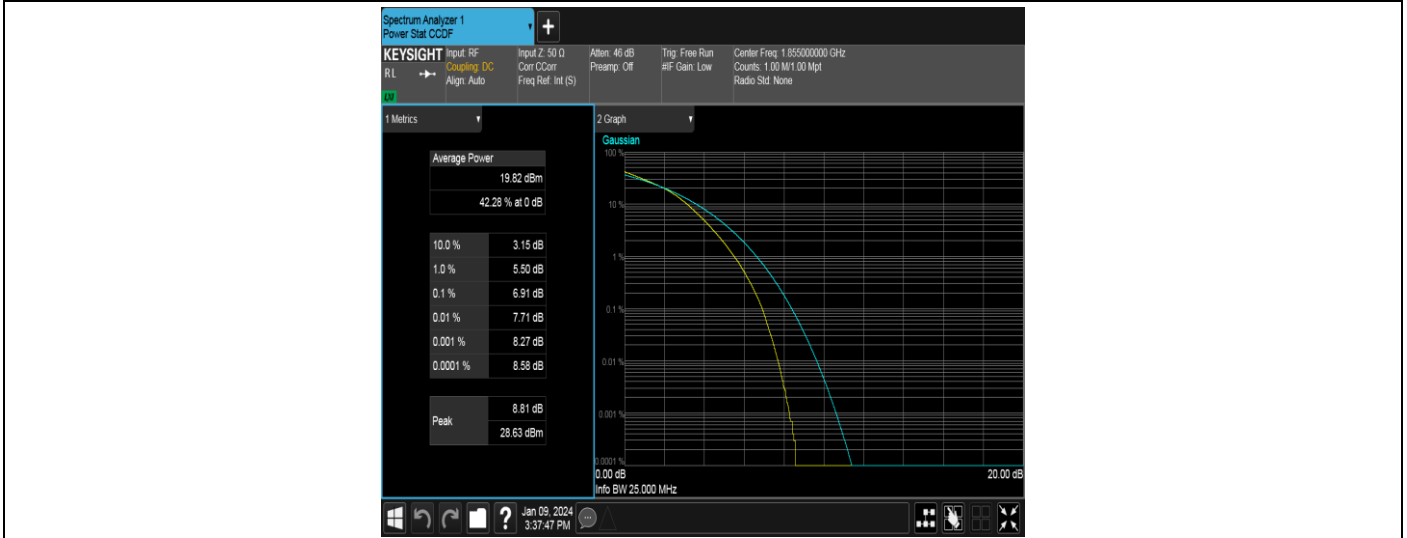 Spectrum Analyzer 1
Power Stat CCDF
KEYSIGHT
RL
LXI
Input: RF
Coupling: DC
Align: Auto
Input Z: 50 Ω
Corr CCorr
Freq Ref: Int (S)
Atten: 46 dB
Preamp: Off
Trig: Free Run
#IF Gain: Low
Center Freq: 1.855000000 GHz
Counts: 1.00 M/1.00 Mpt
Radio Std: None
1 Metrics
Average Power
19.82 dBm
42.28 % at 0 dB
10.0 % 3.15 dB
1.0 % 5.50 dB
0.1 % 6.91 dB
0.01 % 7.71 dB
0.001 % 8.27 dB
0.0001 % 8.58 dB
Peak
8.81 dB
28.63 dBm
2 Graph
Gaussian
100 %
10 %
1 %
0.1 %
0.01 %
0.001 %
0.0001 %
0.00 dB 20.00 dB
Info BW 25.000 MHz
?
Jan 09, 2024
3:37:47 PM